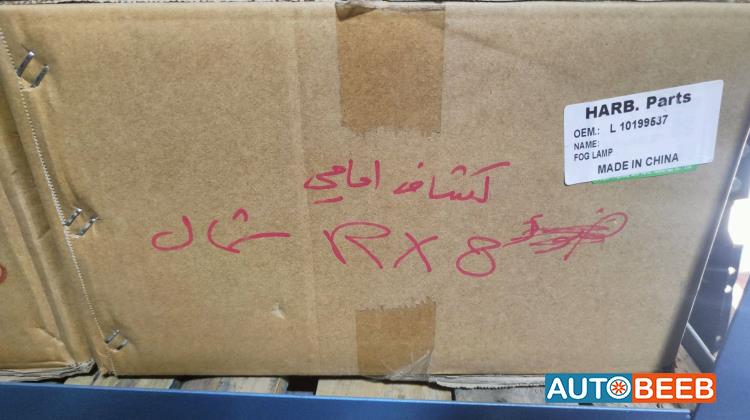 HARB. Parts
OEM.: L 10199537
NAME:
FOG LAMP
MADE IN CHINA
كشاف امامي
RX8 شمال
AUTOBEEB